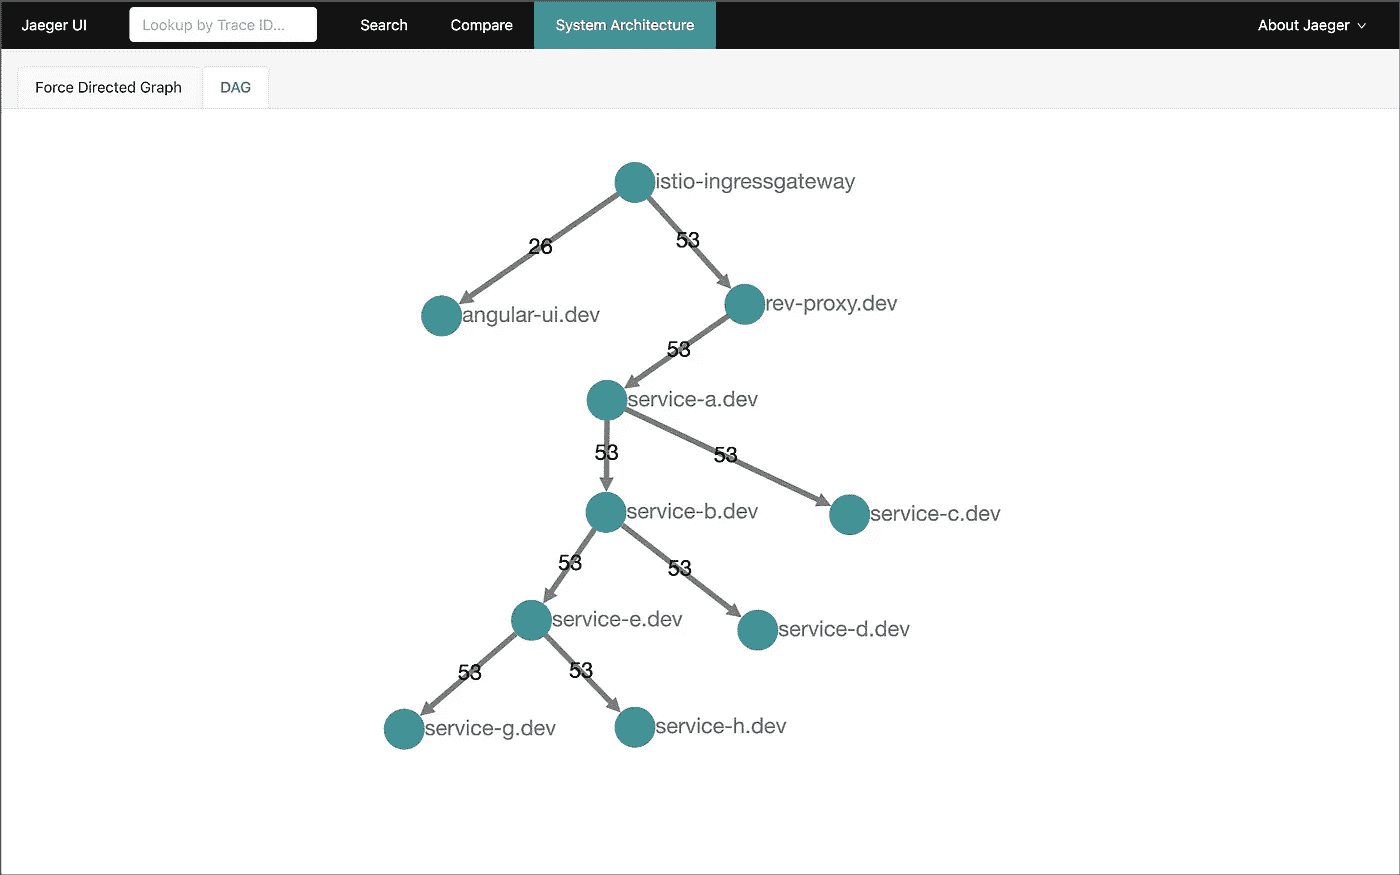 Jaeger UI Lookup by Trace ID... Search Compare System Architecture About Jaeger
Force Directed Graph DAG
istio-ingressgateway
26 53
angular-ui.dev rev-proxy.dev
53
service-a.dev
53 53
service-b.dev service-c.dev
53 53
service-e.dev service-d.dev
53 53
service-g.dev service-h.dev